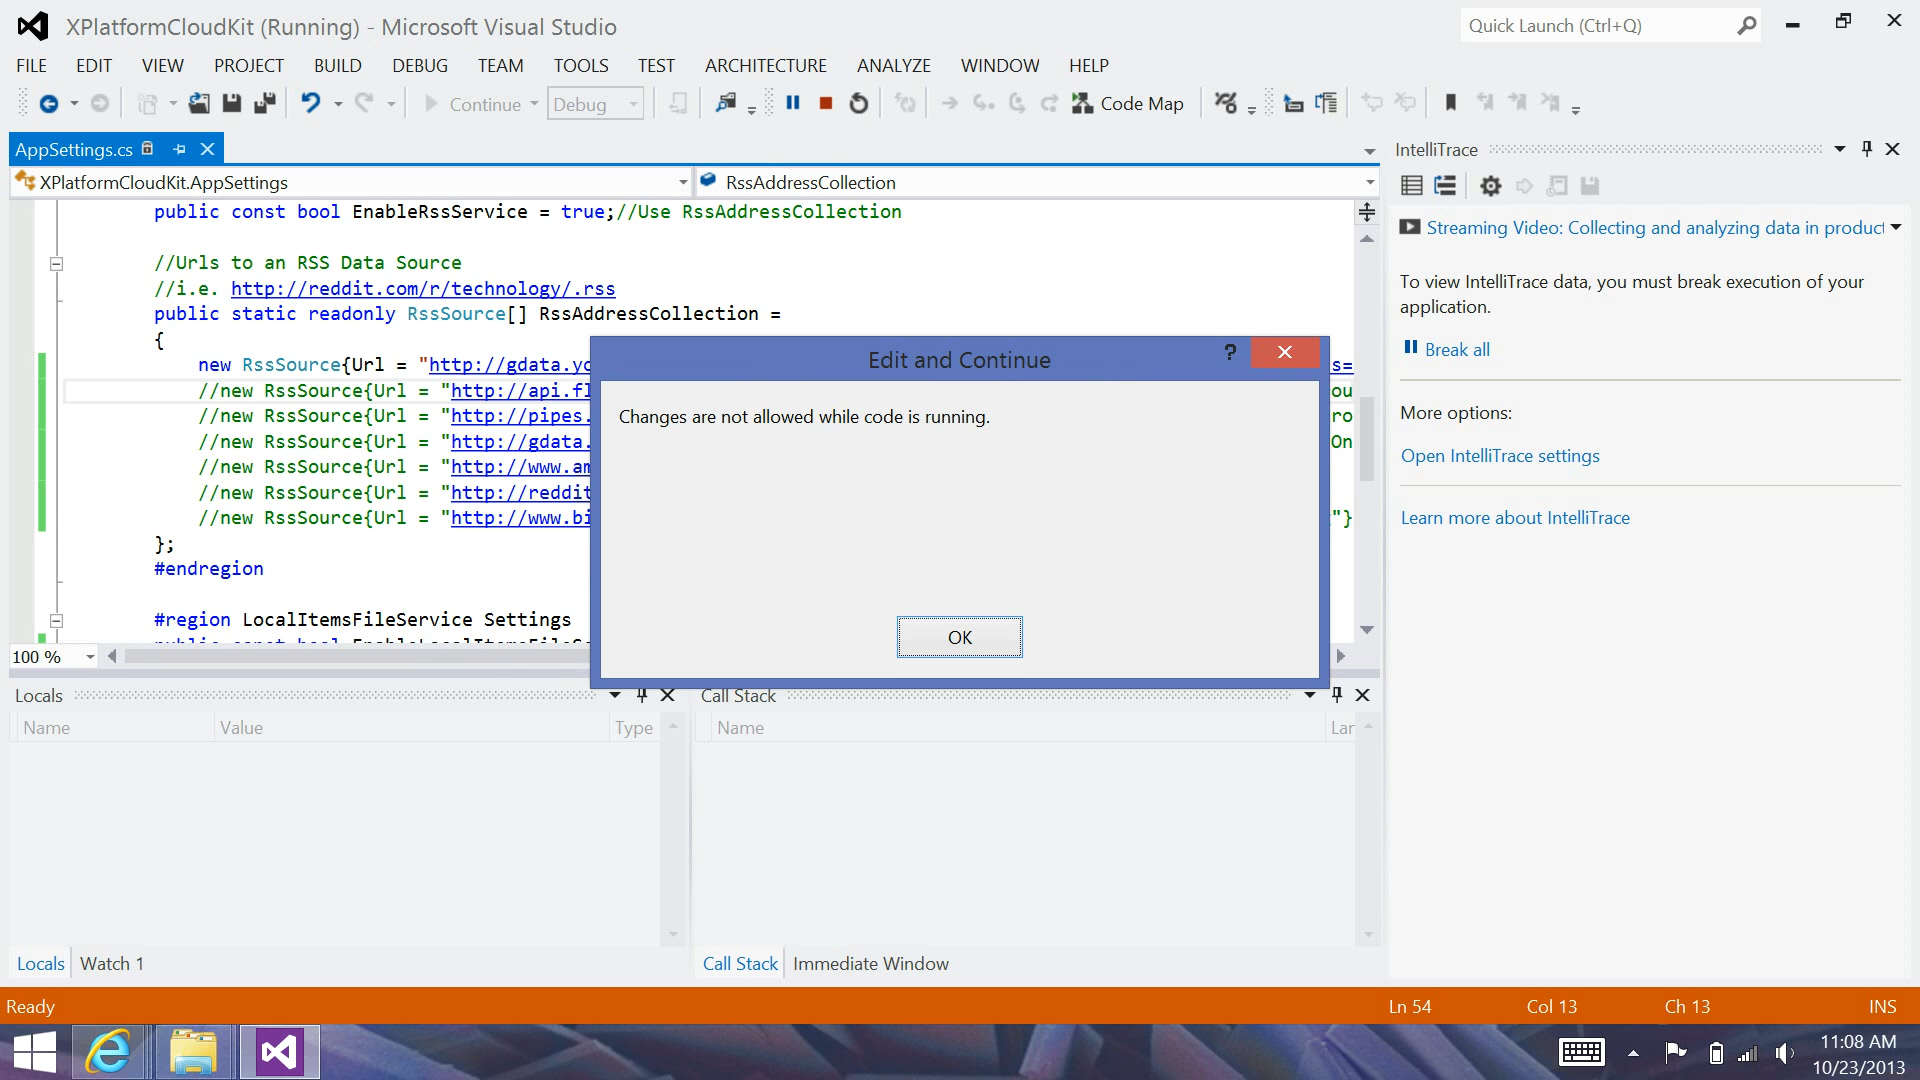 XPlatformCloudKit (Running) - Microsoft Visual Studio
Quick Launch (Ctrl+Q)
FILE EDIT VIEW PROJECT BUILD DEBUG TEAM TOOLS TEST ARCHITECTURE ANALYZE WINDOW HELP
Continue Debug Code Map
AppSettings.cs
XPlatformCloudKit.AppSettings RssAddressCollection
public const bool EnableRssService = true;//Use RssAddressCollection
//Urls to an RSS Data Source
//i.e. http://reddit.com/r/technology/.rss
public static readonly RssSource[] RssAddressCollection =
{
new RssSource{Url = "http://gdata.yo s=
//new RssSource{Url = "http://api.fl ou
//new RssSource{Url = "http://pipes. ro
//new RssSource{Url = "http://gdata. On
//new RssSource{Url = "http://www.am
//new RssSource{Url = "http://reddit
//new RssSource{Url = "http://www.bi "}
};
#endregion
#region LocalItemsFileService Settings
100 %
Edit and Continue
?
Changes are not allowed while code is running.
OK
IntelliTrace
Streaming Video: Collecting and analyzing data in product
To view IntelliTrace data, you must break execution of your
application.
Break all
More options:
Open IntelliTrace settings
Learn more about IntelliTrace
Locals
Name Value Type
Locals Watch 1
Call Stack
Name Lar
Call Stack Immediate Window
Ready Ln 54 Col 13 Ch 13 INS
11:08 AM
10/23/2013